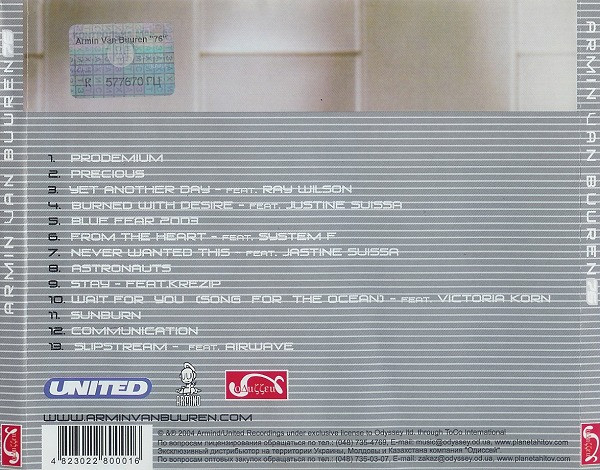 Armin Van Buuren "76"
К 577670 ГЦ
ARMIN VAN BUUREN 76
ARMIN VAN BUUREN 76
1. PRODEMIUM
2. PRECIOUS
3. YET ANOTHER DAY - FEAT. RAY WILSON
4. BURNED WITH DESIRE - FEAT. JUSTINE SUISSA
5. BLUE FEAR 2003
6. FROM THE HEART - FEAT. SYSTEM F
7. NEVER WANTED THIS - FEAT. JASTINE SUISSA
8. ASTRONAUTS
9. STAY - FEAT.KREZIP
10. WAIT FOR YOU (SONG FOR THE OCEAN) - FEAT. VICTORIA KORN
11. SUNBURN
12. COMMUNICATION
13. SLIPSTREAM - FEAT. AIRWAVE
UNITED
ARMIND
одиззеи
WWW.ARMINVANBUUREN.COM
℗ &© 2004 Armind/United Recordings under exclusive license to Odyssey ltd. through ToCo International
По вопросам лицензирования обращаться по тел.: (048) 735-4769, E-mail: music@odyssey.od.ua, www.planetahitov.com
Эксклюзивный дистрибьютор на территории Украины, Молдовы и Казахстана компания "Одиссей"
По вопросам оптовых закупок обращаться по тел.: (048) 735-03-07, E-mail: zakaz@odyssey.od.ua, www.planetahitov.com
4 823022 800016